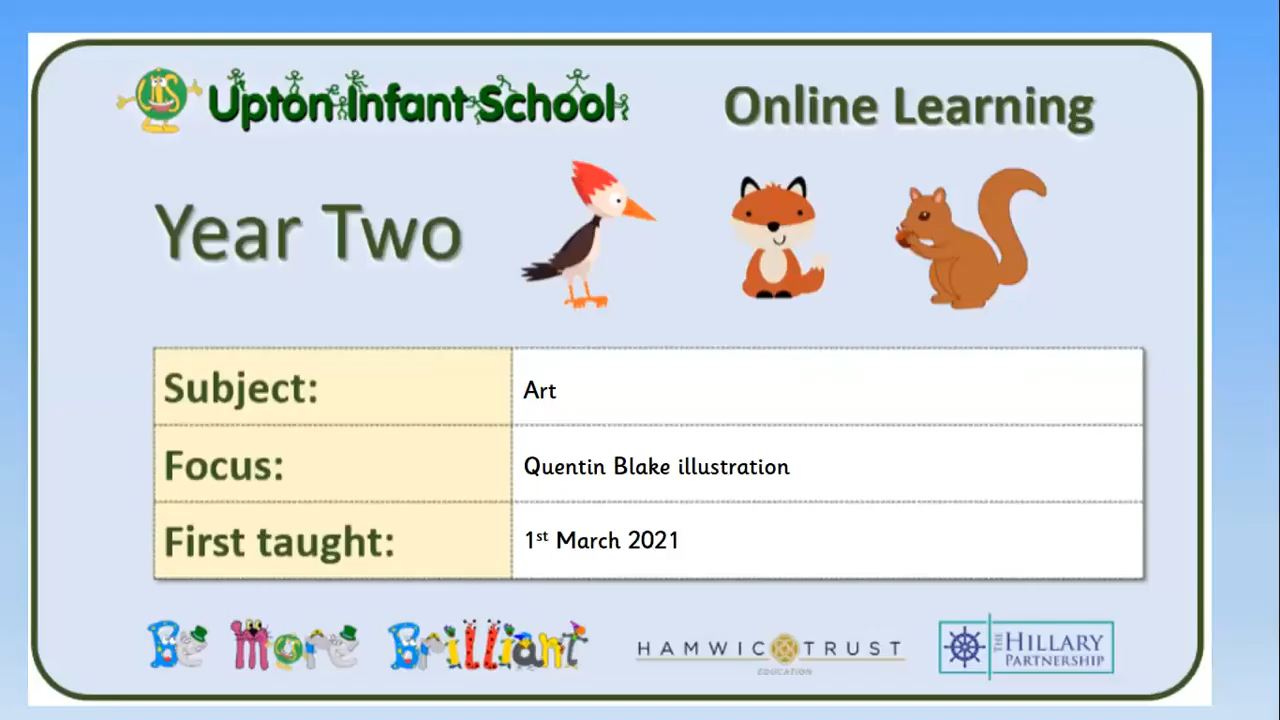 Upton Infant School
Online Learning
Year Two
Subject: Art
Focus: Quentin Blake illustration
First taught: 1st March 2021
Be More Brilliant
HAMWIC TRUST
EDUCATION
THE HILLARY
PARTNERSHIP